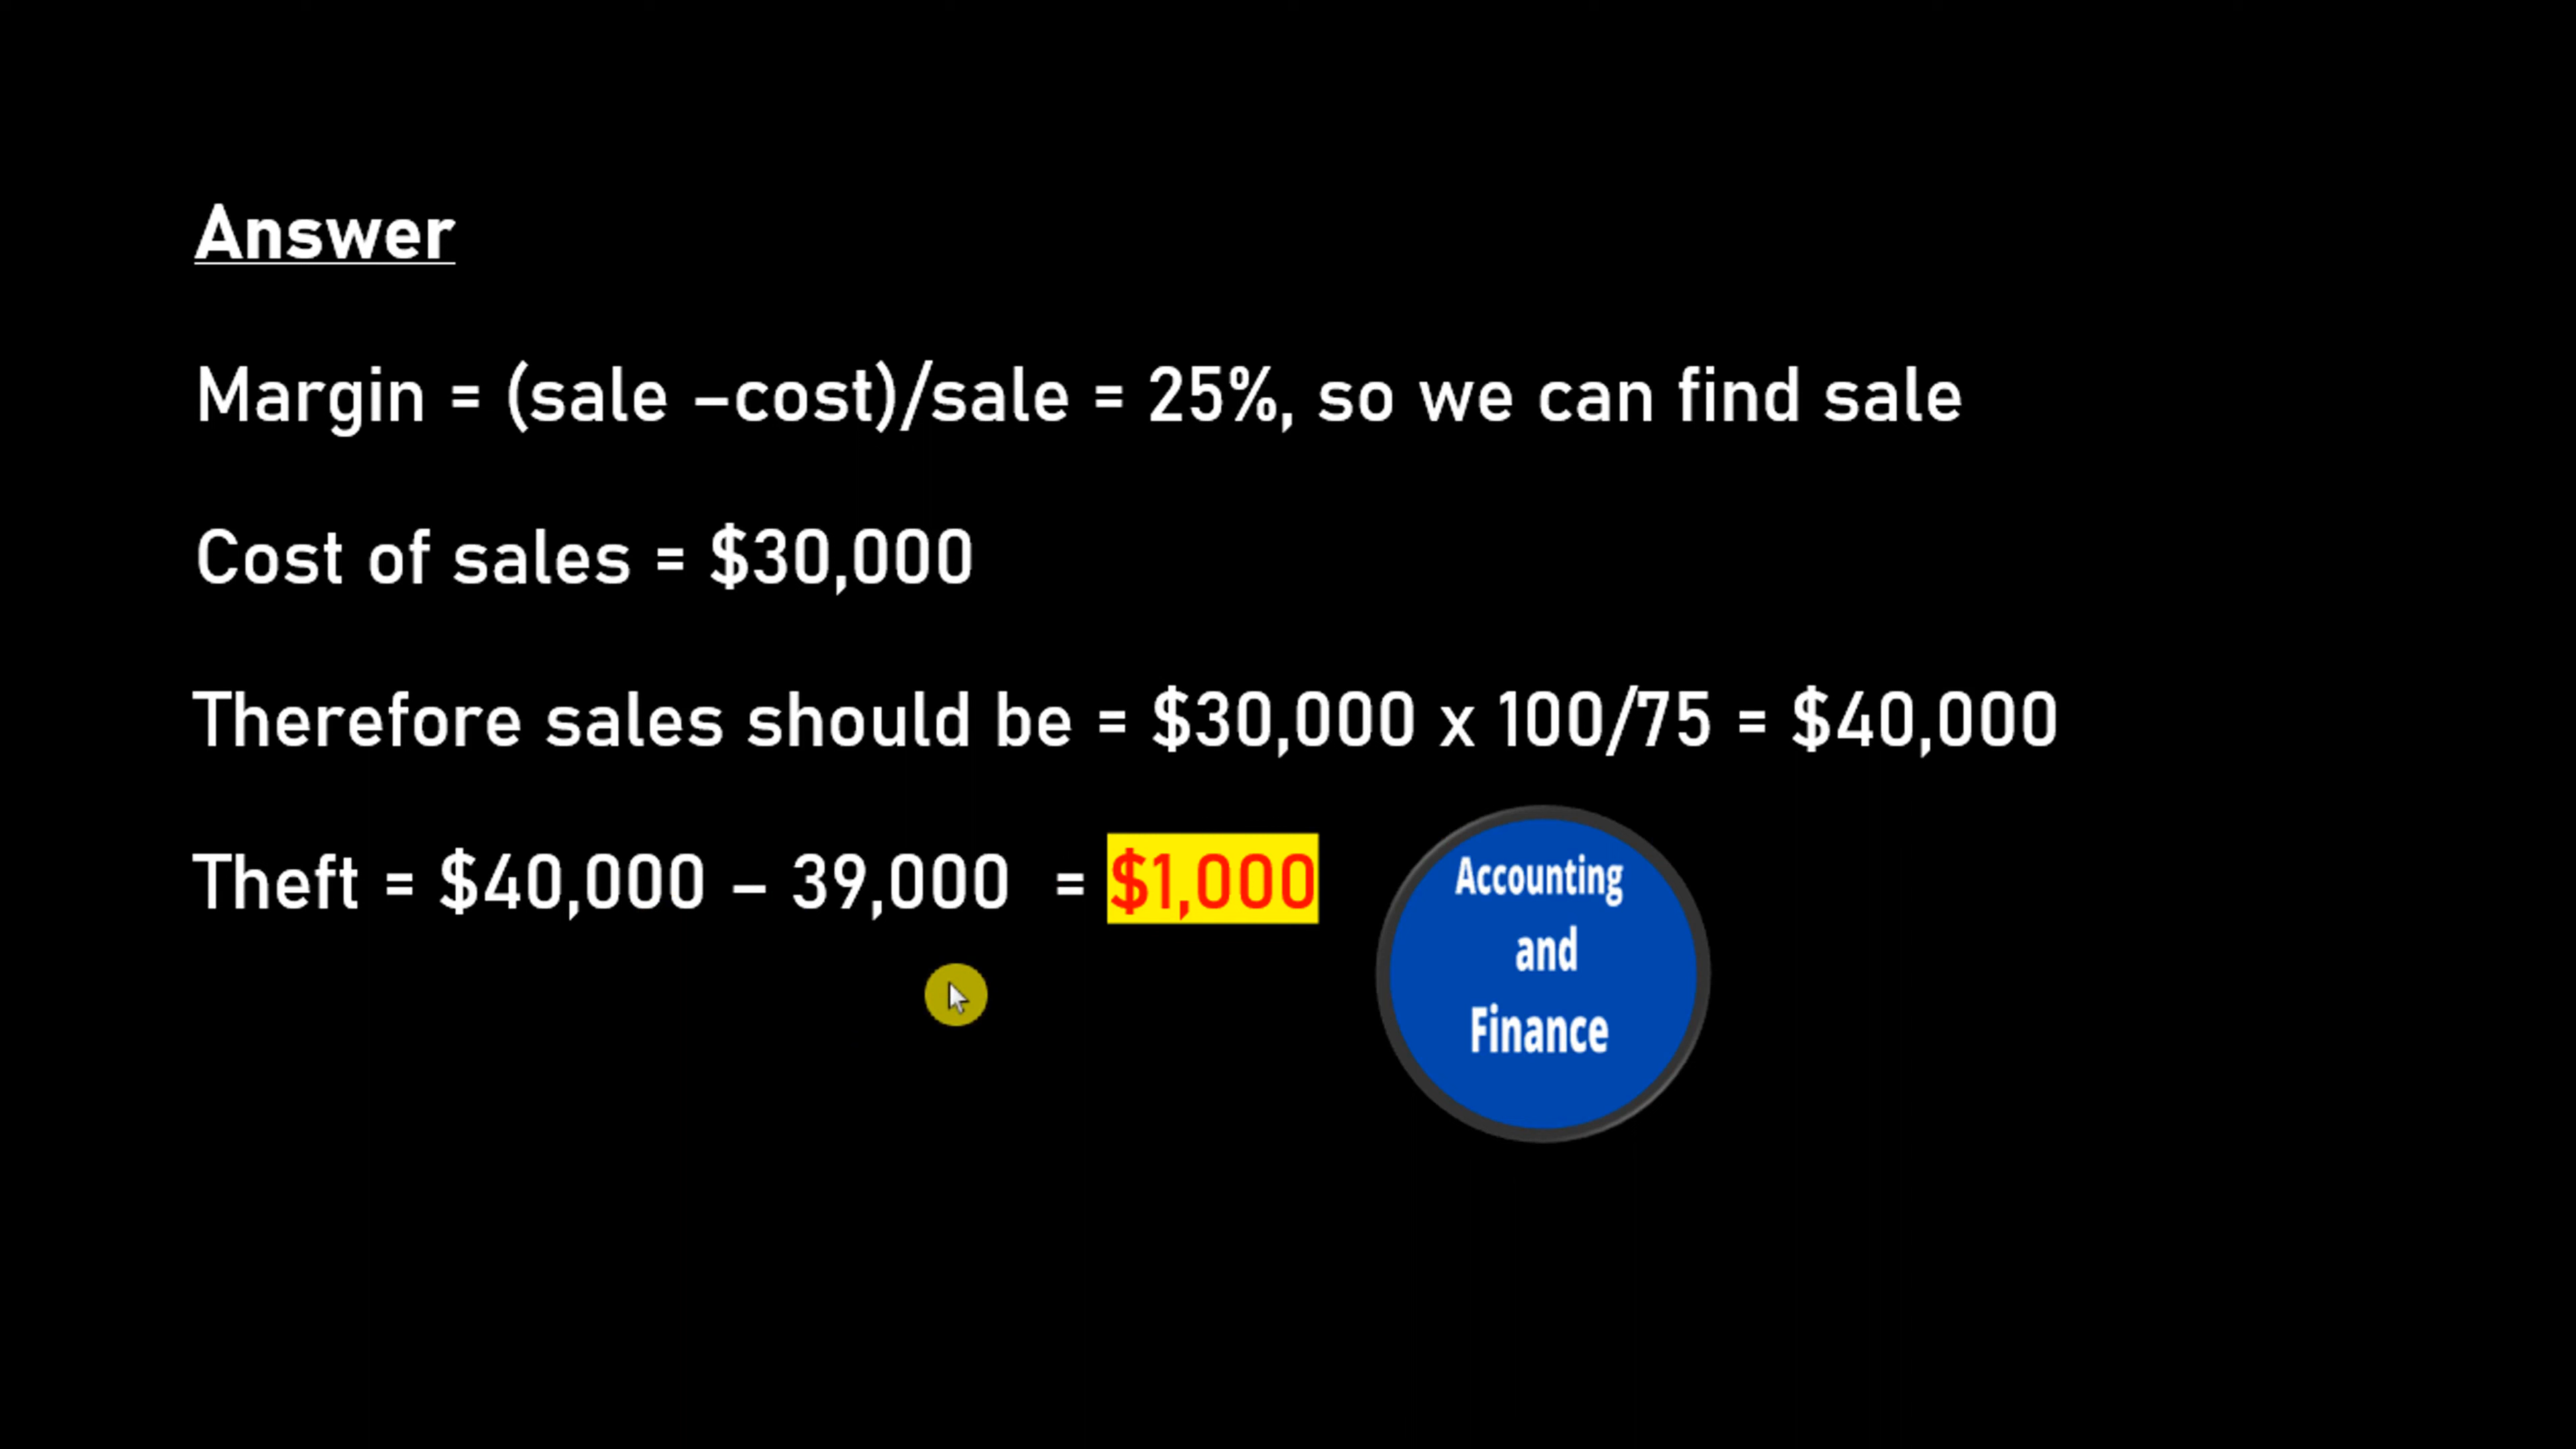 Answer
Margin = (sale –cost)/sale = 25%, so we can find sale
Cost of sales = $30,000
Therefore sales should be = $30,000 x 100/75 = $40,000
Theft = $40,000 – 39,000 = $1,000
Accounting
and
Finance